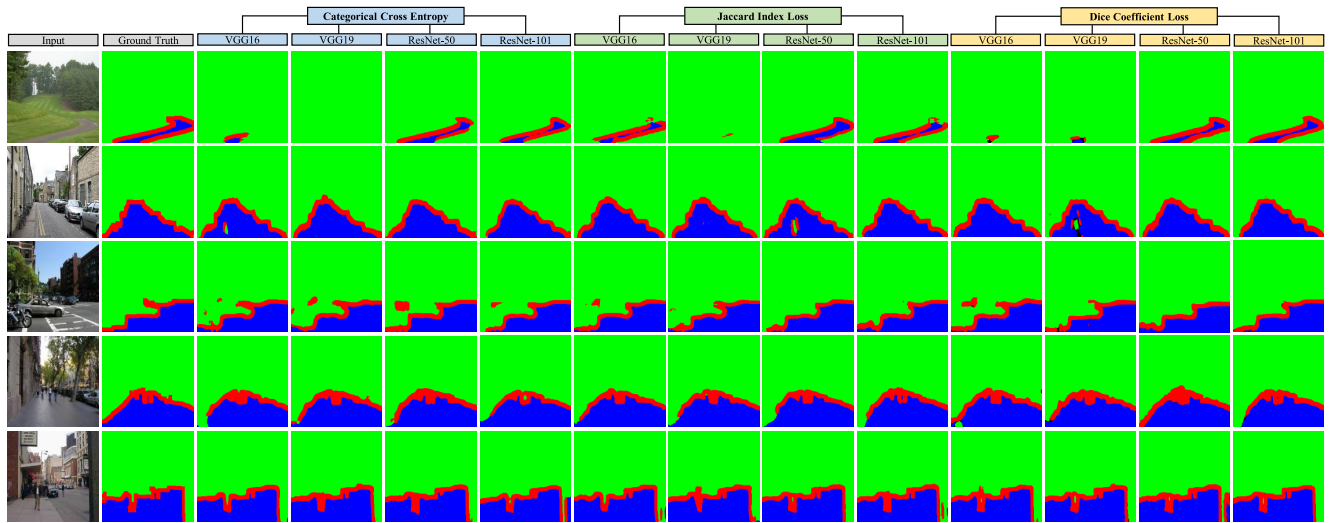 Categorical Cross Entropy Jaccard Index Loss Dice Coefficient Loss
Input Ground Truth VGG16 VGG19 ResNet-50 ResNet-101 VGG16 VGG19 ResNet-50 ResNet-101 VGG16 VGG19 ResNet-50 ResNet-101